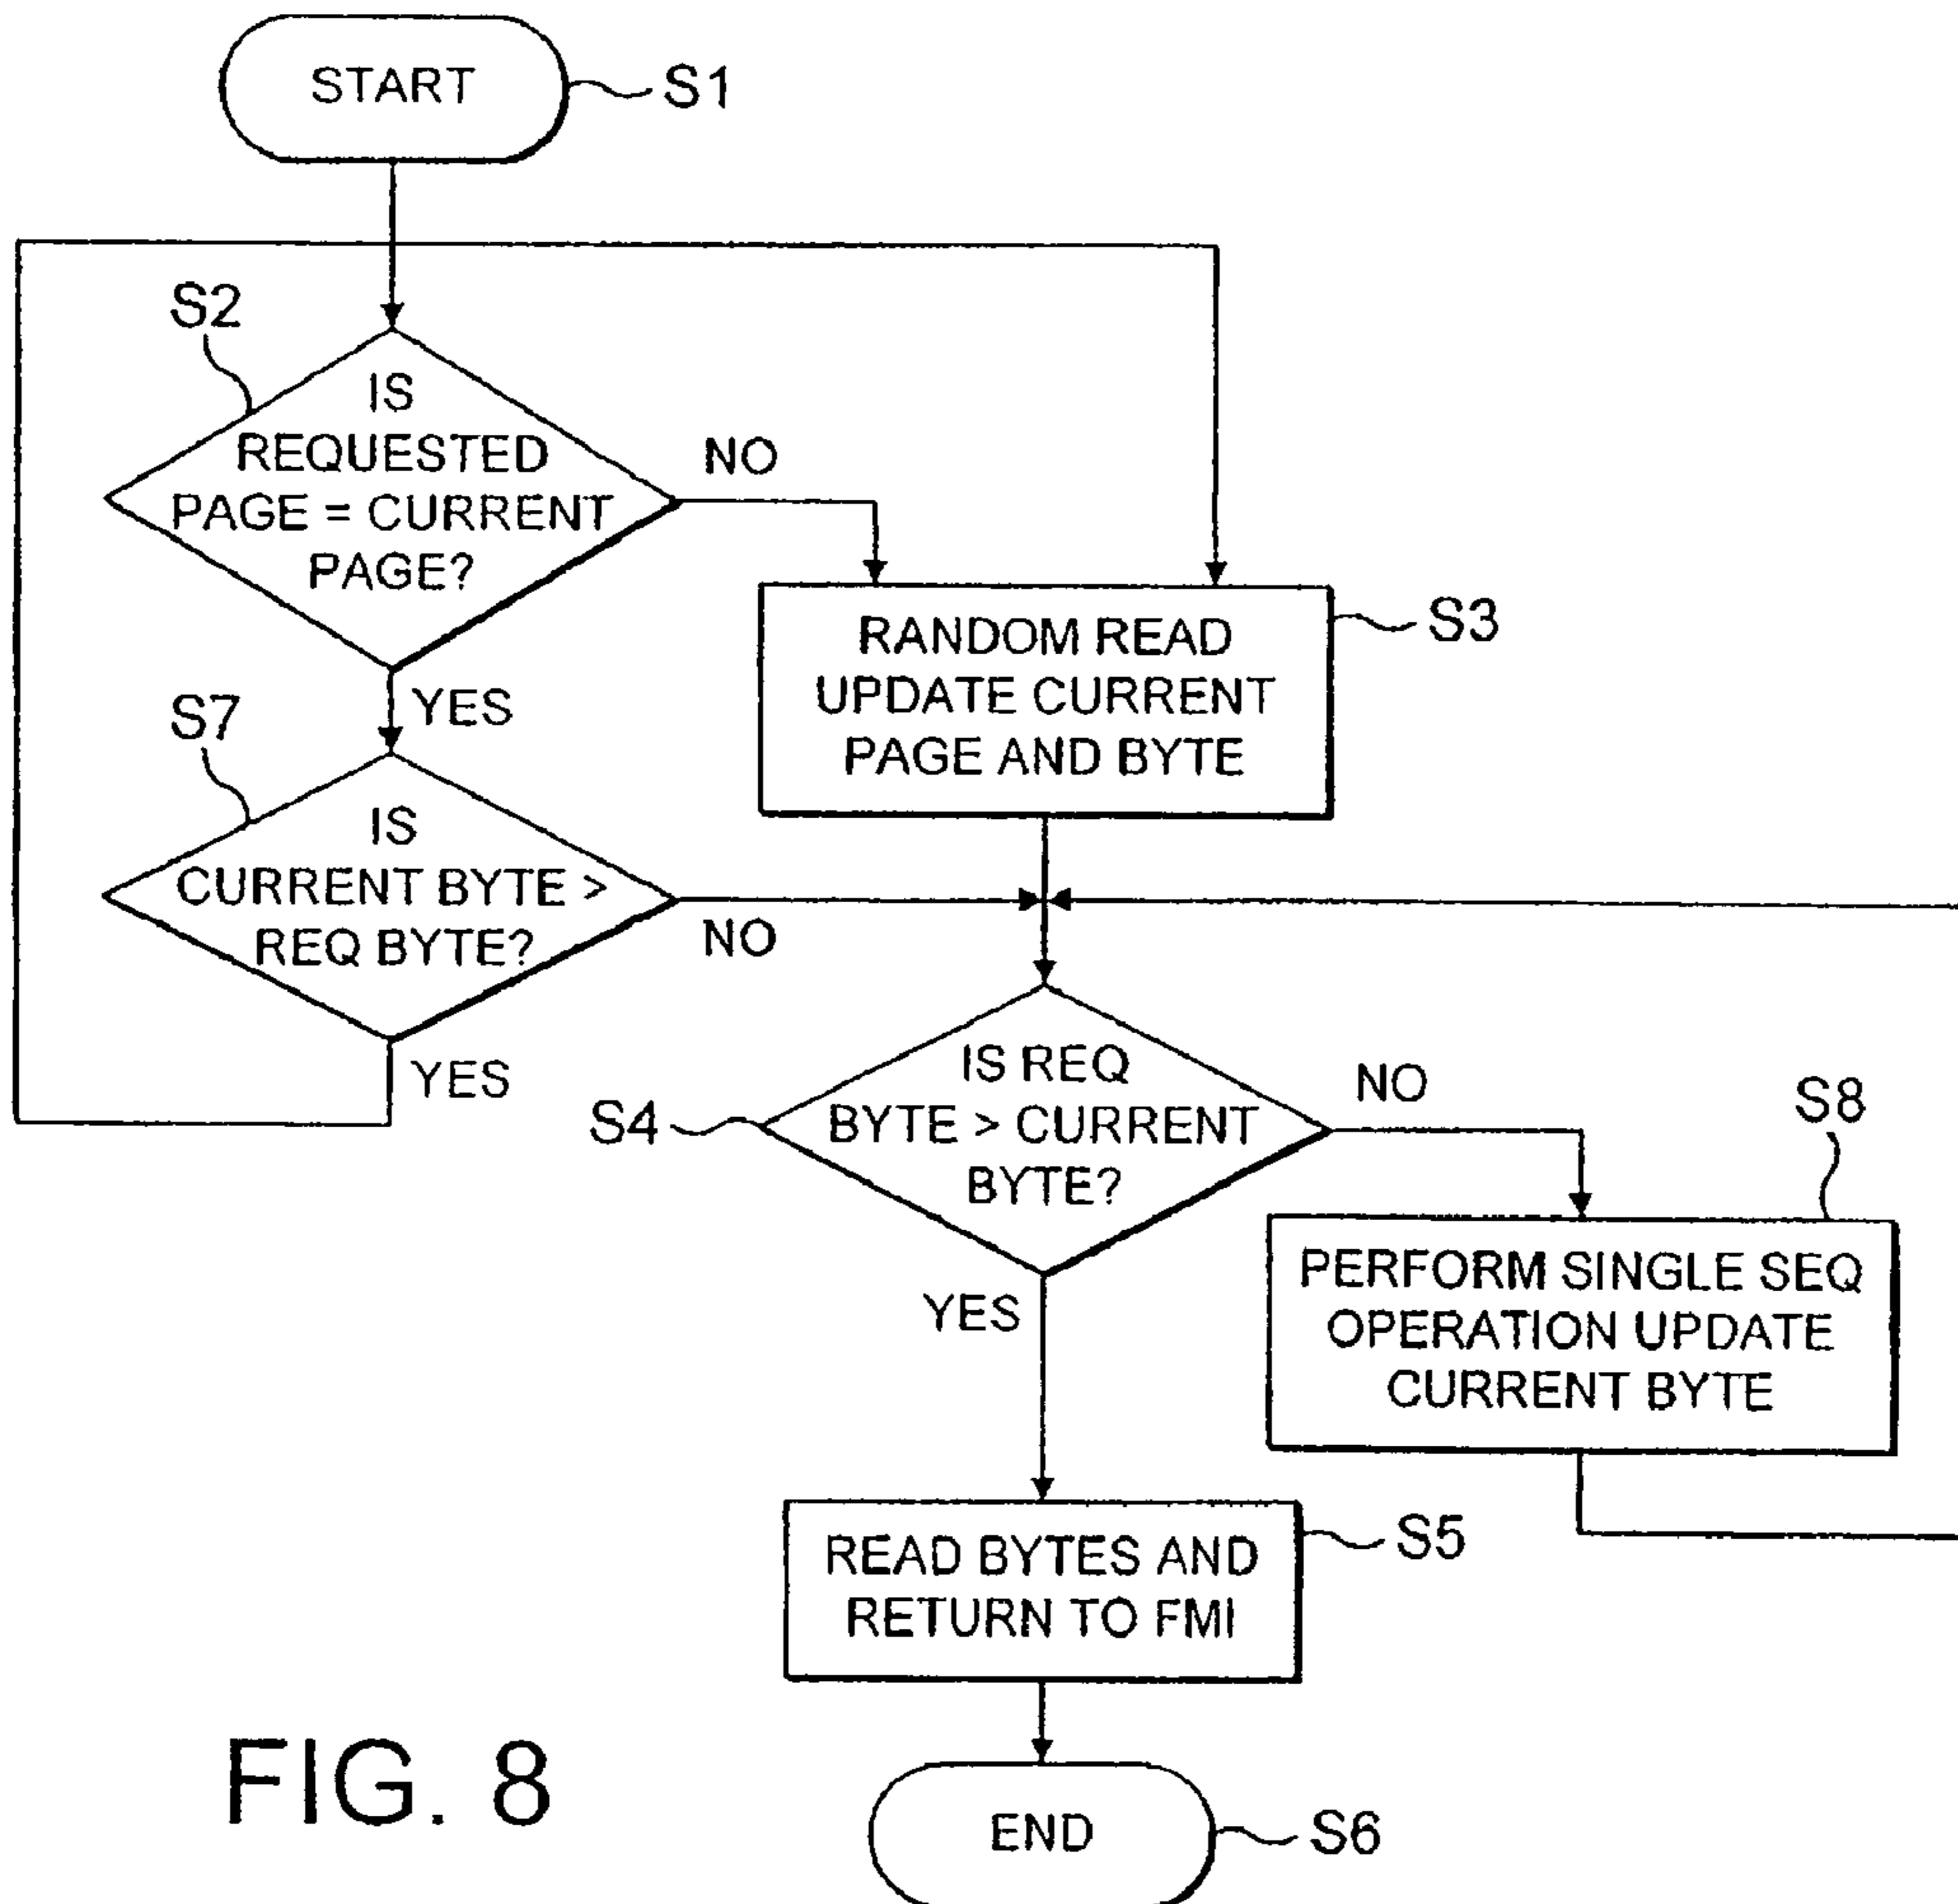 START
S1
S2
IS
REQUESTED
PAGE = CURRENT
PAGE?
NO
YES
RANDOM READ
UPDATE CURRENT
PAGE AND BYTE
S3
S7
IS
CURRENT BYTE >
REQ BYTE?
NO
YES
S4
IS REQ
BYTE > CURRENT
BYTE?
NO
YES
S8
PERFORM SINGLE SEQ
OPERATION UPDATE
CURRENT BYTE
READ BYTES AND
RETURN TO FMI
S5
END
S6
FIG. 8